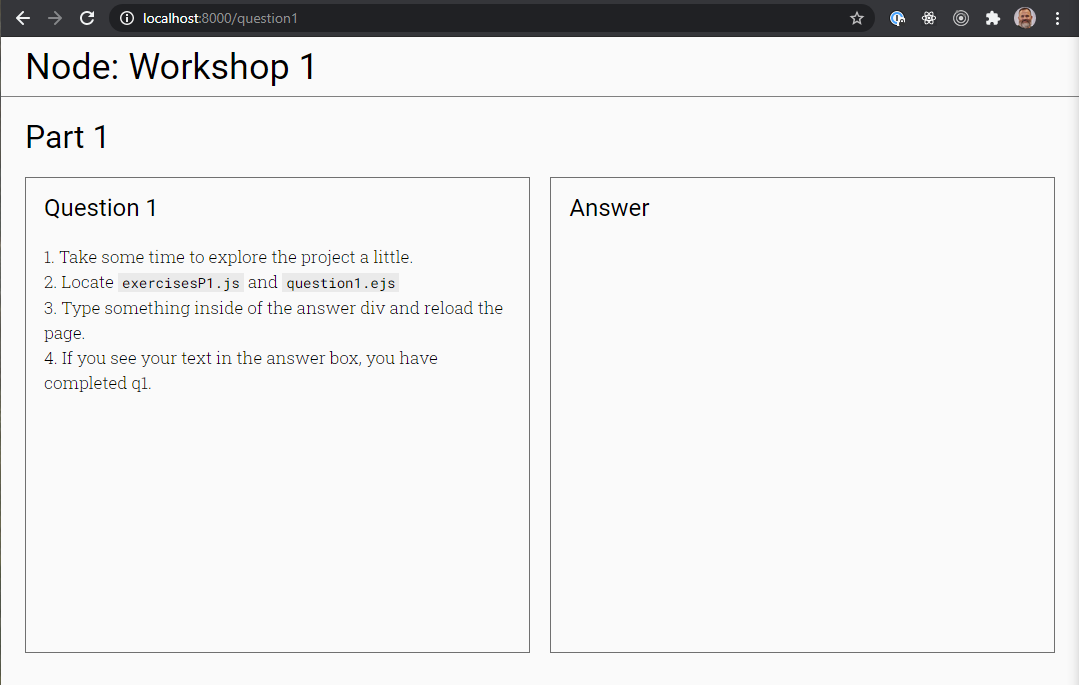 localhost:8000/question1
Node: Workshop 1
Part 1
Question 1
1. Take some time to explore the project a little.
2. Locate exercisesP1.js and question1.ejs
3. Type something inside of the answer div and reload the
page.
4. If you see your text in the answer box, you have
completed q1.
Answer